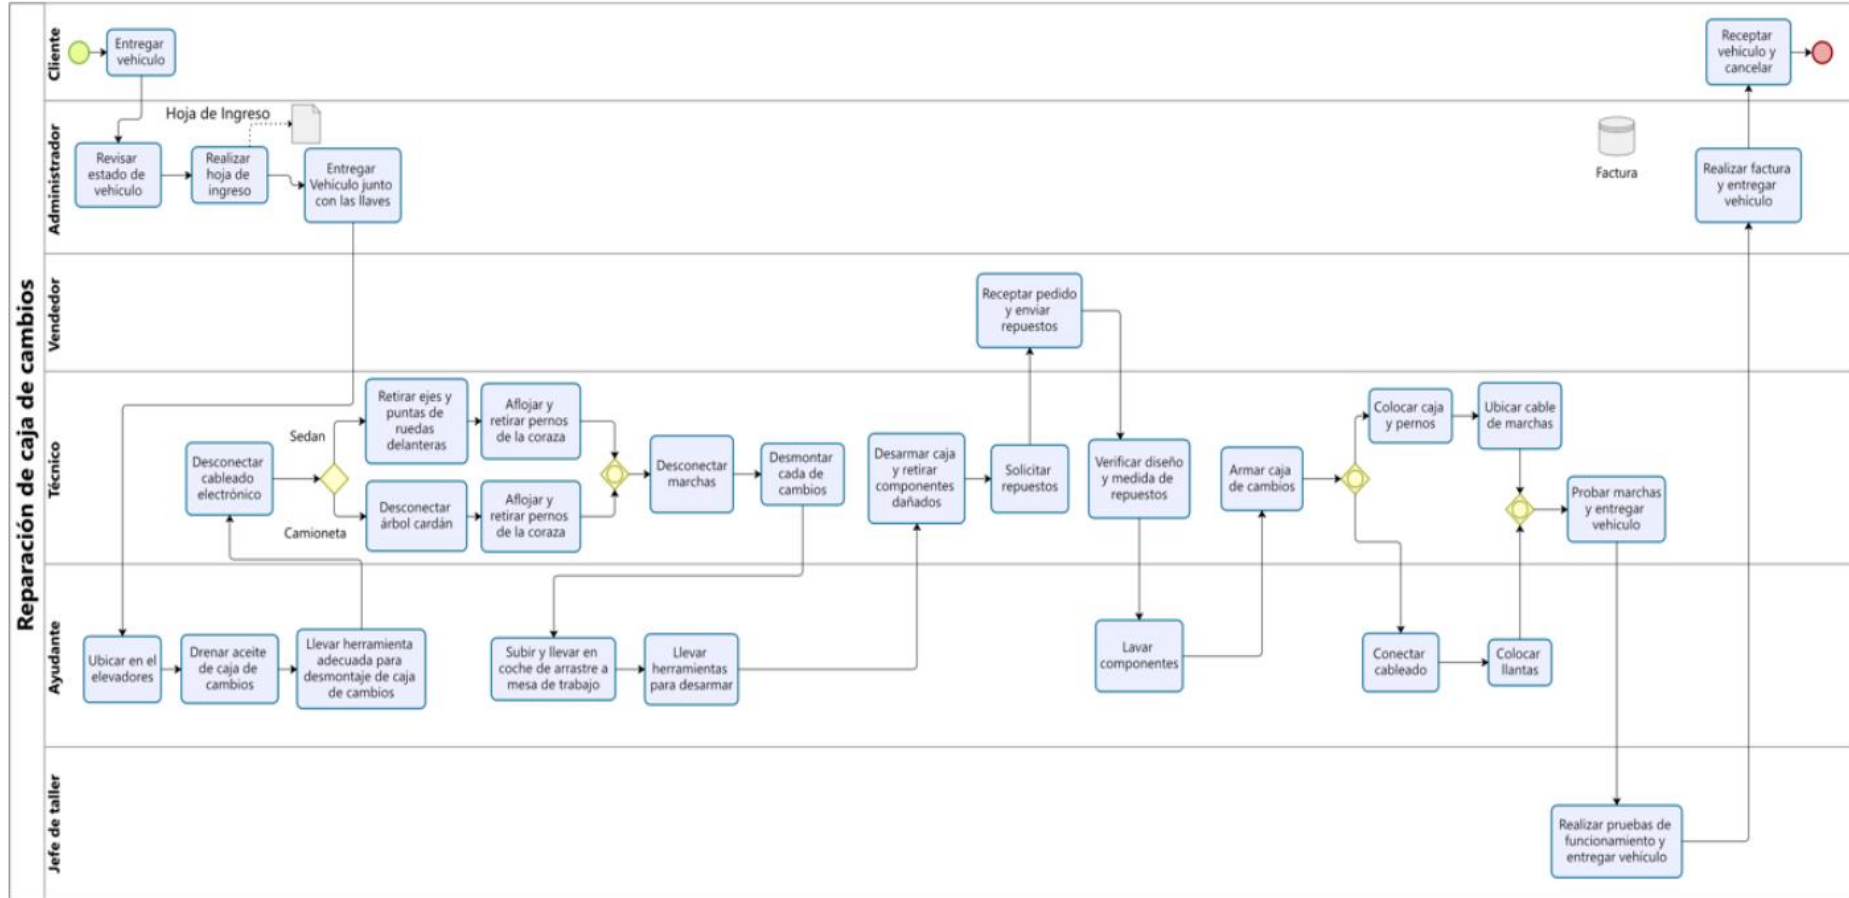 Reparación de caja de cambios
Cliente
Entregar
vehículo
Receptar
vehículo y
cancelar
Administrador
Hoja de Ingreso
Revisar
estado de
vehículo
Realizar
hoja de
ingreso
Entregar
Vehículo junto
con las llaves
Factura
Realizar factura
y entregar
vehículo
Vendedor
Receptar pedido
y enviar
repuestos
Técnico
Desconectar
cableado
electrónico
Sedan
Camioneta
Retirar ejes y
puntas de
ruedas
delanteras
Aflojar y
retirar pernos
de la coraza
Desconectar
árbol cardán
Aflojar y
retirar pernos
de la coraza
Desconectar
marchas
Desmontar
cada de
cambios
Desarmar caja
y retirar
componentes
dañados
Solicitar
repuestos
Verificar diseño
y medida de
repuestos
Armar caja
de cambios
Colocar caja
y pernos
Ubicar cable
de marchas
Probar marchas
y entregar
vehículo
Ayudante
Ubicar en el
elevadores
Drenar aceite
de caja de
cambios
Llevar herramienta
adecuada para
desmontaje de caja
de cambios
Subir y llevar en
coche de arrastre a
mesa de trabajo
Llevar
herramientas
para desarmar
Lavar
componentes
Conectar
cableado
Colocar
llantas
Jefe de taller
Realizar pruebas de
funcionamiento y
entregar vehículo